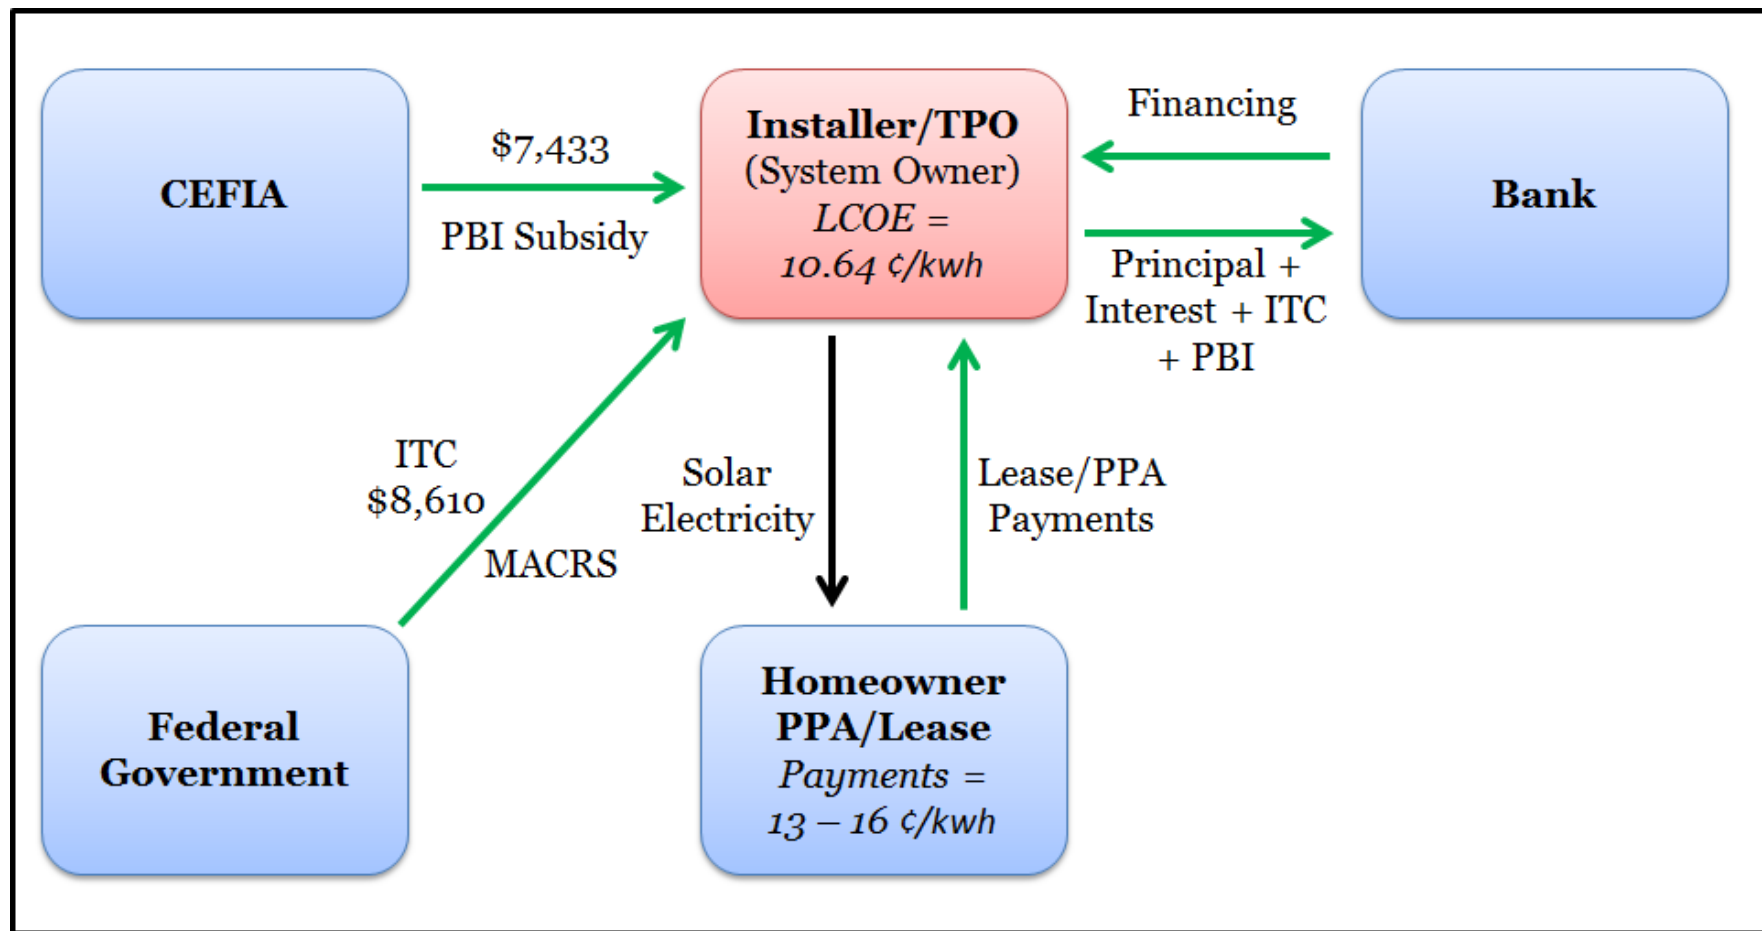 CEFIA
$7,433
PBI Subsidy
Installer/TPO
(System Owner)
LCOE =
10.64 ¢/kwh
Financing
Principal +
Interest + ITC
+ PBI
Bank
ITC
$8,610
MACRS
Solar
Electricity
Lease/PPA
Payments
Federal
Government
Homeowner
PPA/Lease
Payments =
13 – 16 ¢/kwh